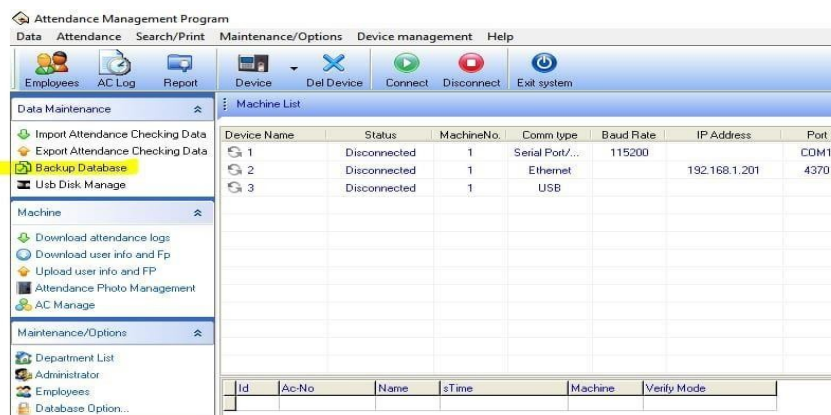 Attendance Management Program
Data Attendance Search/Print Maintenance/Options Device management Help
Employees AC Log Report Device Del Device Connect Disconnect Exit system
Data Maintenance
Import Attendance Checking Data
Export Attendance Checking Data
Backup Database
Usb Disk Manage
Machine
Download attendance logs
Download user info and Fp
Upload user info and FP
Attendance Photo Management
AC Manage
Maintenance/Options
Department List
Administrator
Employees
Database Option...
Machine List
Device Name Status MachineNo. Comm type Baud Rate IP Address Port
1 Disconnected 1 Serial Port/... 115200 COM1
2 Disconnected 1 Ethernet 192.168.1.201 4370
3 Disconnected 1 USB
Id Ac-No Name sTime Machine Verify Mode